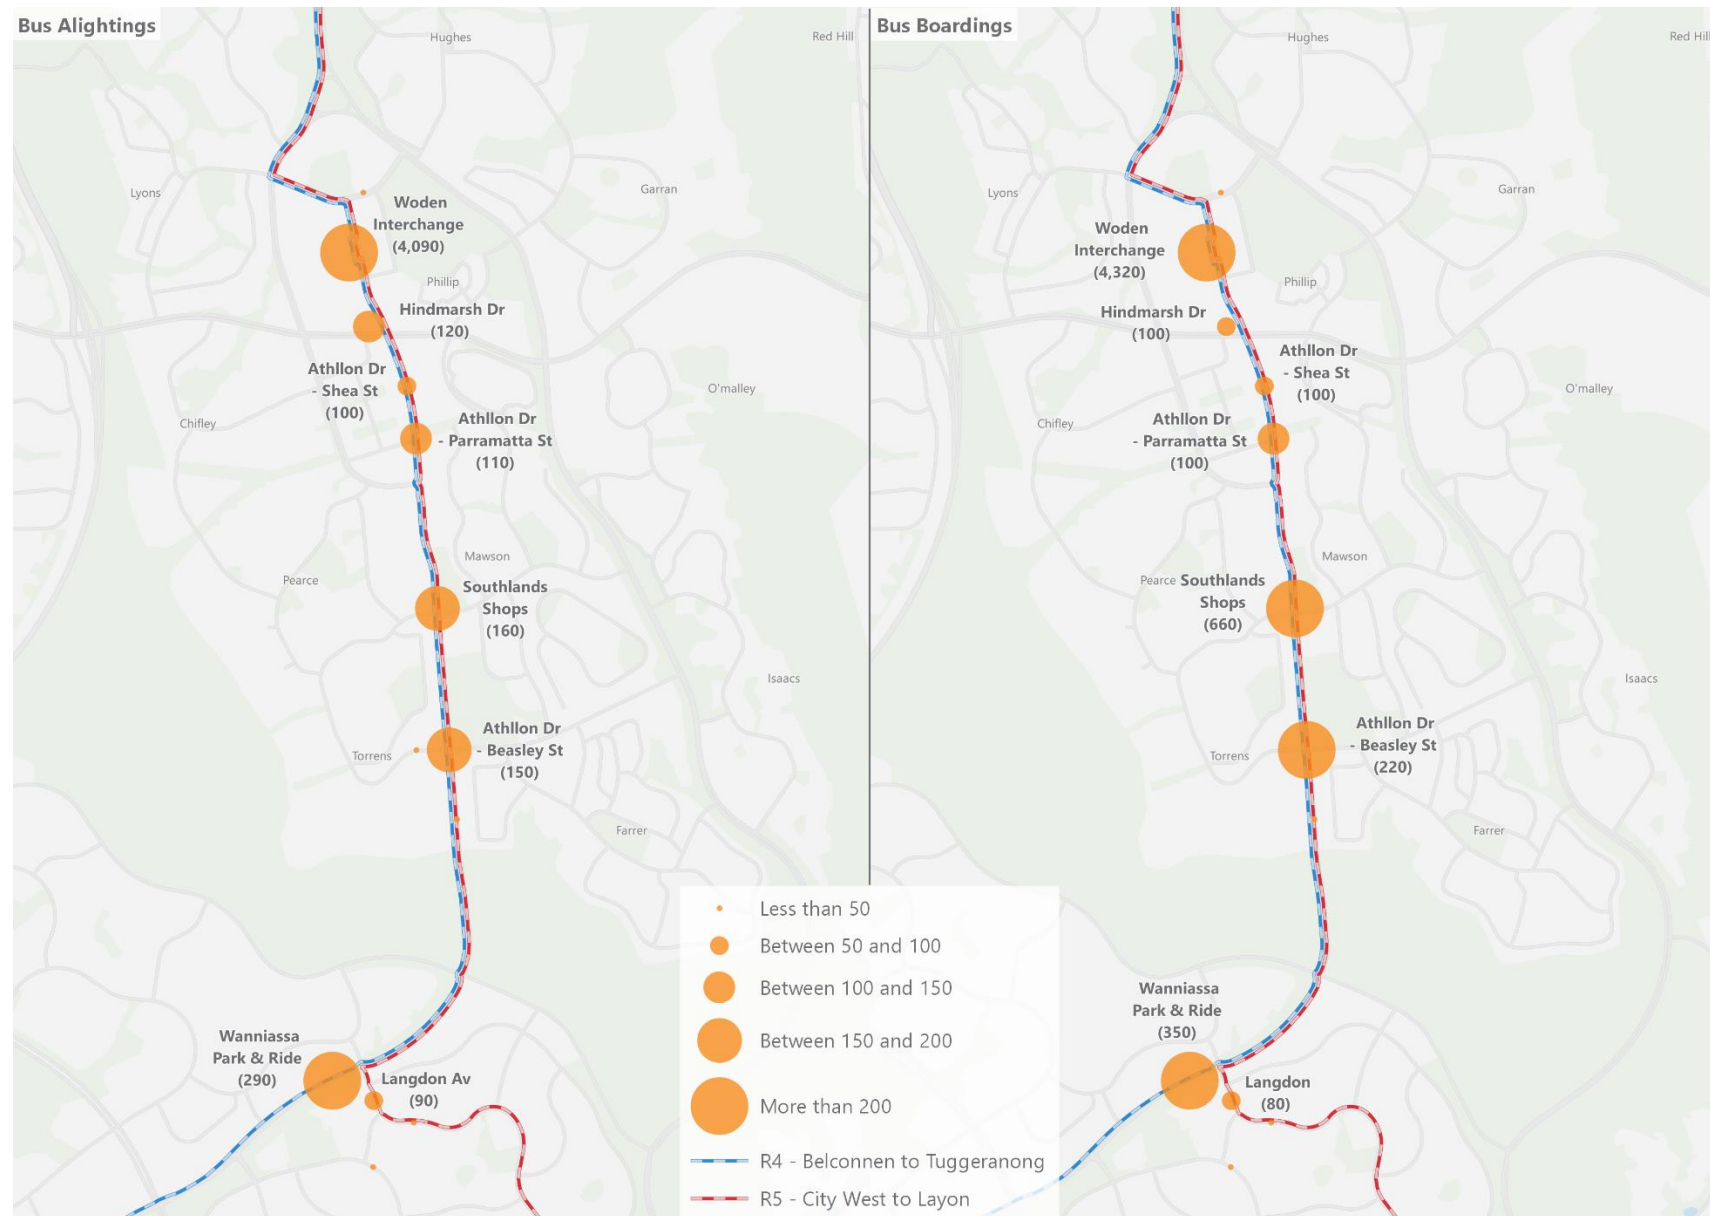 Bus Alightings
Hughes
Red Hill
Lyons
Garran
Woden
Interchange
(4,090)
Phillip
Hindmarsh Dr
(120)
Athllon Dr
- Shea St
(100)
O'malley
Chifley
Athllon Dr
- Parramatta St
(110)
Mawson
Pearce
Southlands
Shops
(160)
Isaacs
Athllon Dr
- Beasley St
(150)
Torrens
Farrer
Wanniassa
Park & Ride
(290)
Langdon Av
(90)
Bus Boardings
Hughes
Red Hill
Lyons
Garran
Woden
Interchange
(4,320)
Phillip
Hindmarsh Dr
(100)
Athllon Dr
- Shea St
(100)
O'malley
Chifley
Athllon Dr
- Parramatta St
(100)
Mawson
Pearce
Southlands
Shops
(660)
Isaacs
Athllon Dr
- Beasley St
(220)
Torrens
Farrer
Wanniassa
Park & Ride
(350)
Langdon
(80)
Less than 50
Between 50 and 100
Between 100 and 150
Between 150 and 200
More than 200
R4 - Belconnen to Tuggeranong
R5 - City West to Layon